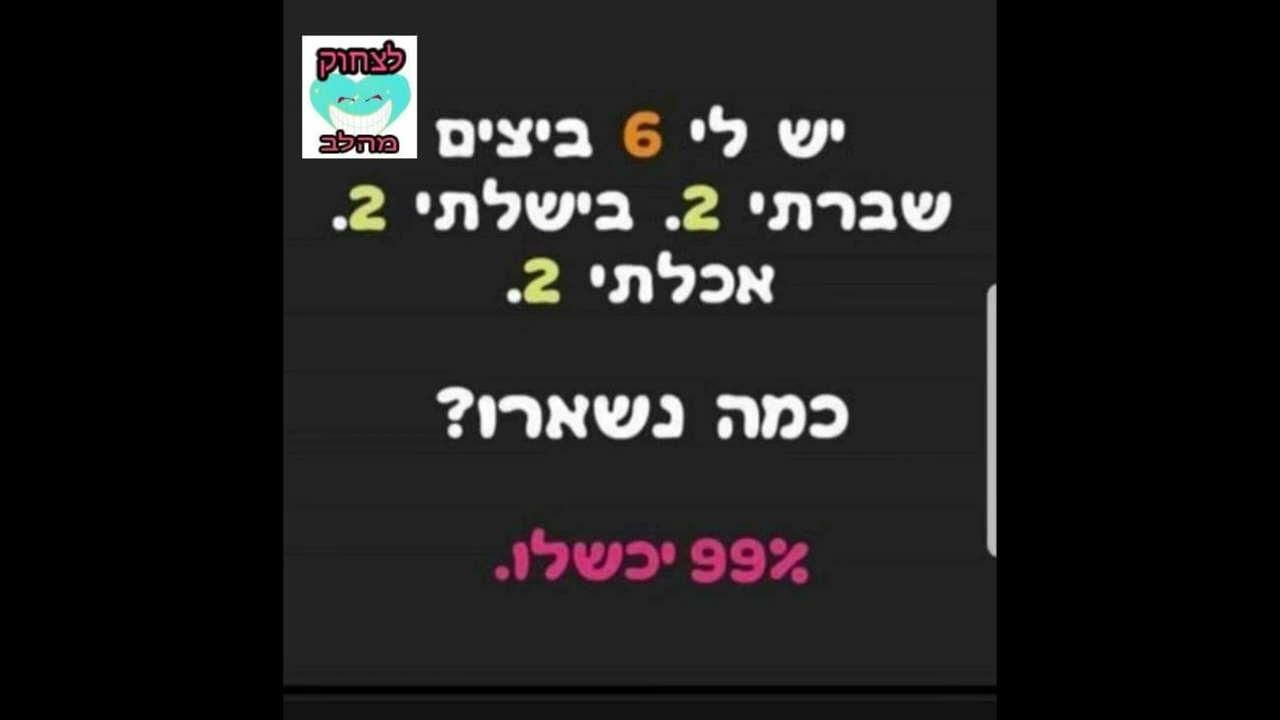 לצחוק
מהלב
יש לי 6 ביצים
שברתי 2. בישלתי 2.
אכלתי 2.
כמה נשארו?
99% יכשלו.